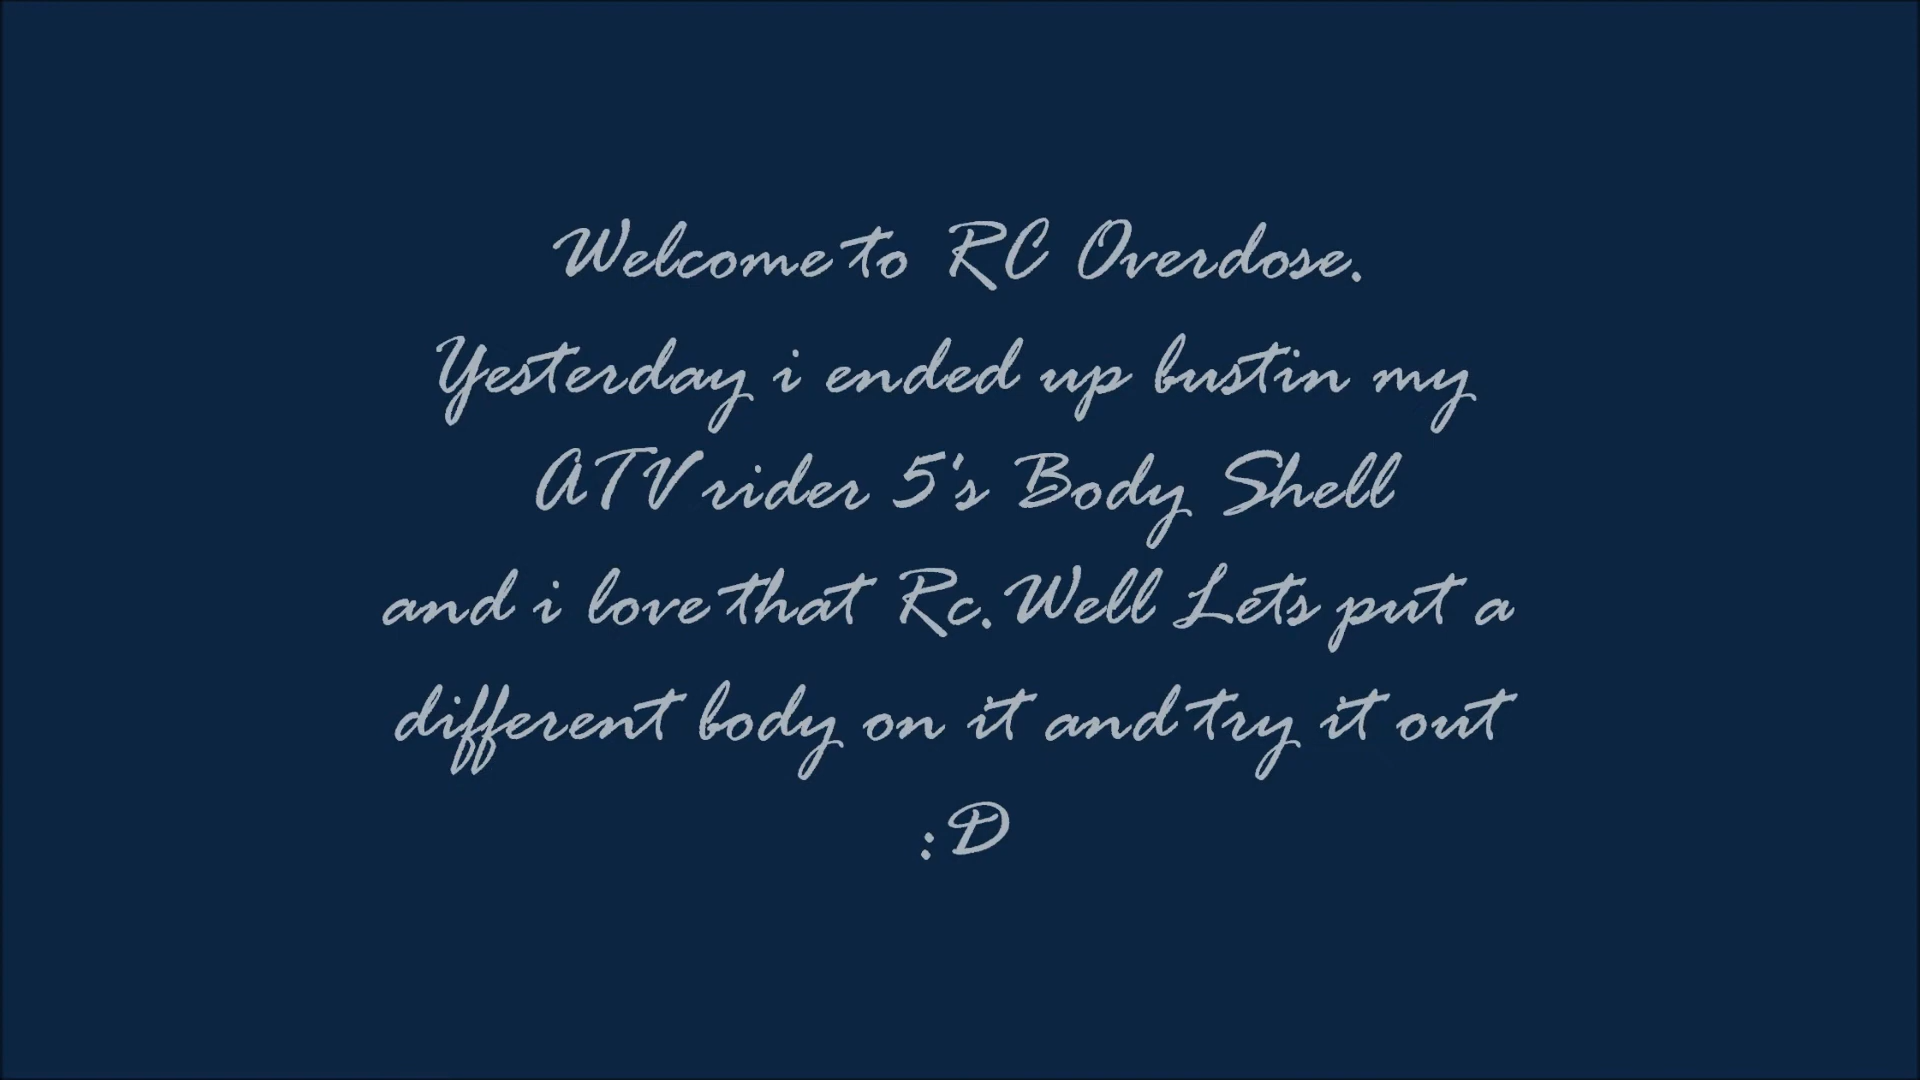 Welcome to RC Overdose.
Yesterday i ended up bustin my
ATV rider 5's Body Shell
and i love that Rc. Well Lets put a
different body on it and try it out
:D